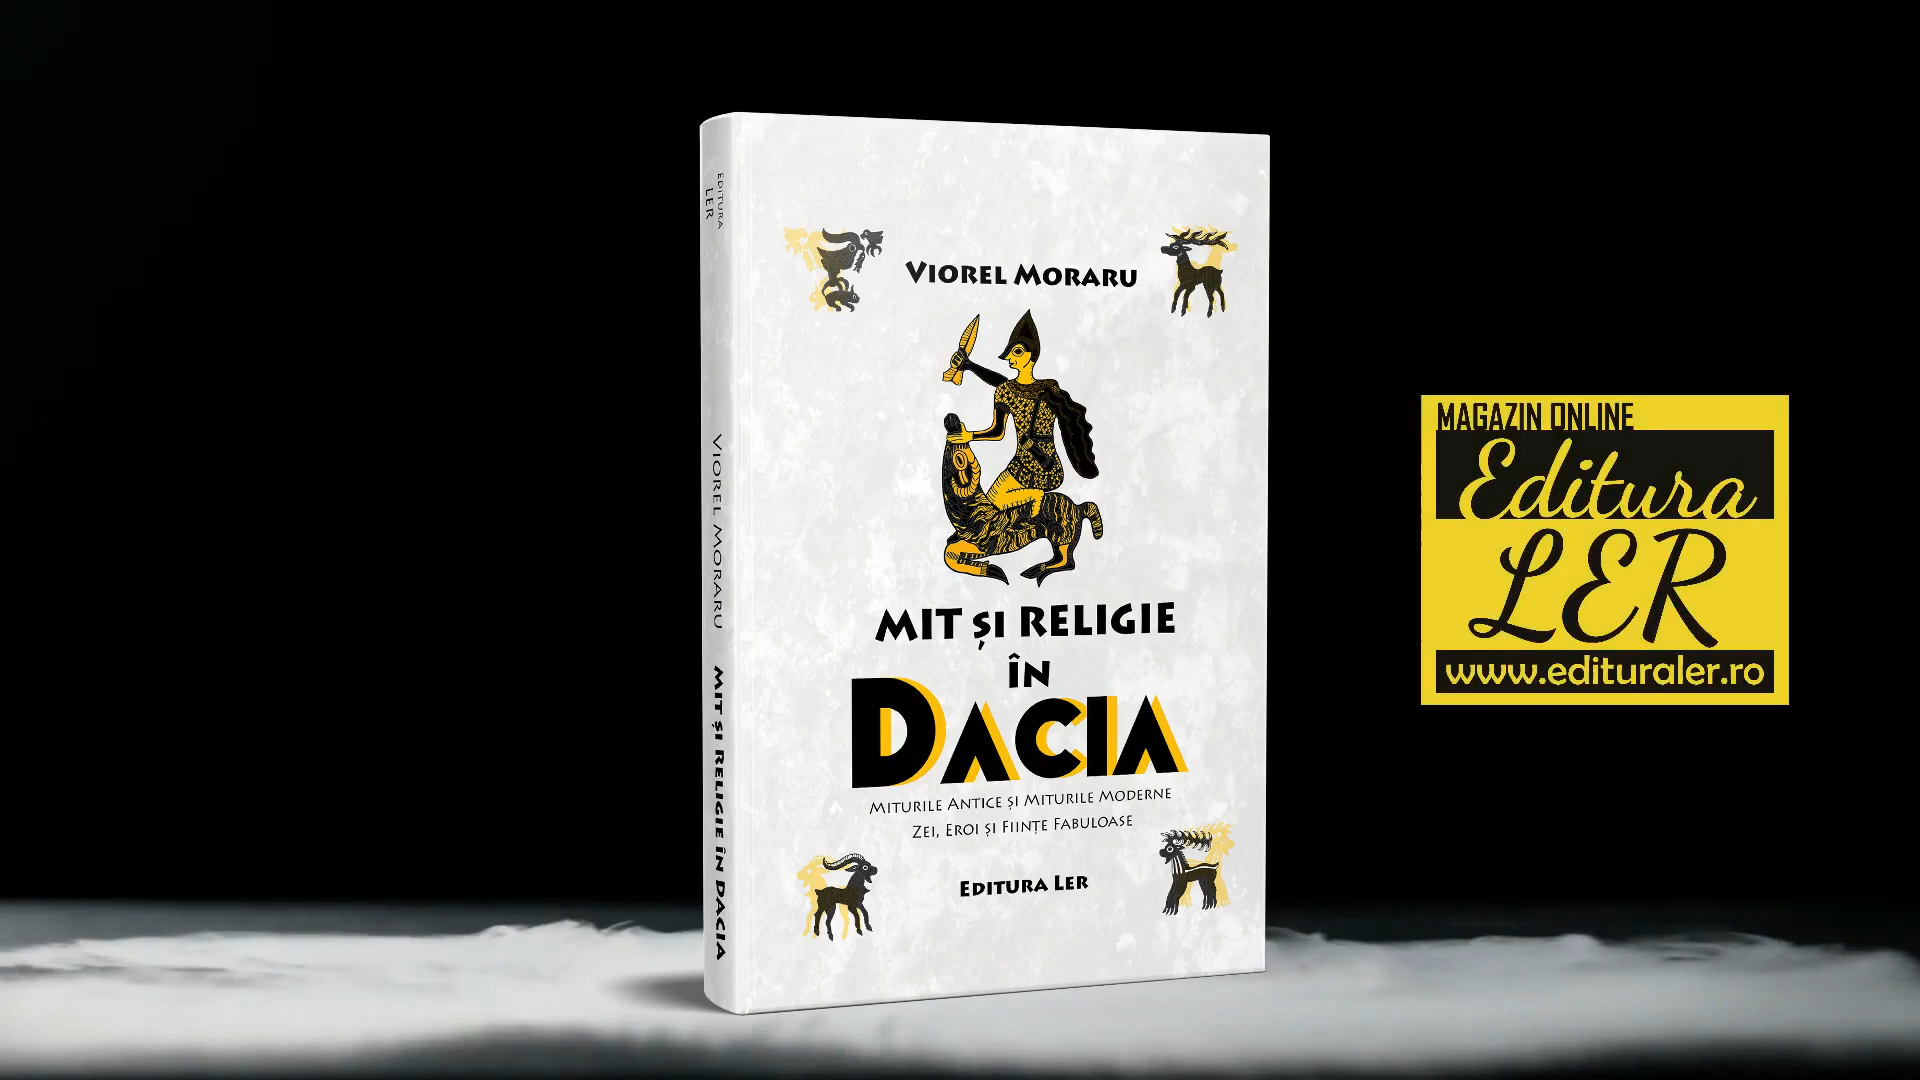 EDITURA
LER
VIOREL MORARU
MIT ȘI RELIGIE ÎN DACIA
VIOREL MORARU
MIT ȘI RELIGIE
ÎN
DACIA
MITURILE ANTICE ȘI MITURILE MODERNE
ZEI, EROI ȘI FIINȚE FABULOASE
EDITURA LER
MAGAZIN ONLINE
Editura
LER
www.edituraler.ro